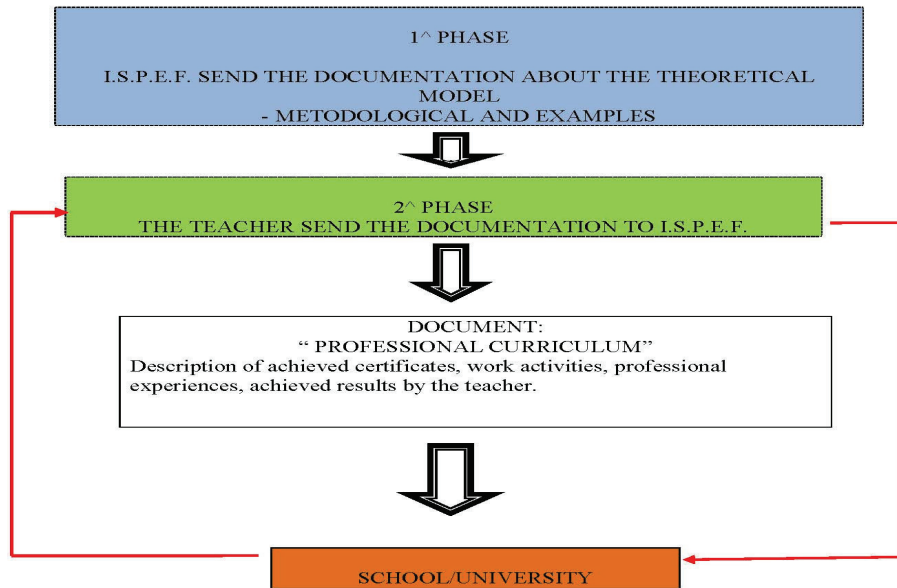 1^ PHASE
I.S.P.E.F. SEND THE DOCUMENTATION ABOUT THE THEORETICAL
MODEL
- METODOLOGICAL AND EXAMPLES
2^ PHASE
THE TEACHER SEND THE DOCUMENTATION TO I.S.P.E.F.
DOCUMENT:
“ PROFESSIONAL CURRICULUM”
Description of achieved certificates, work activities, professional
experiences, achieved results by the teacher.
SCHOOL/UNIVERSITY